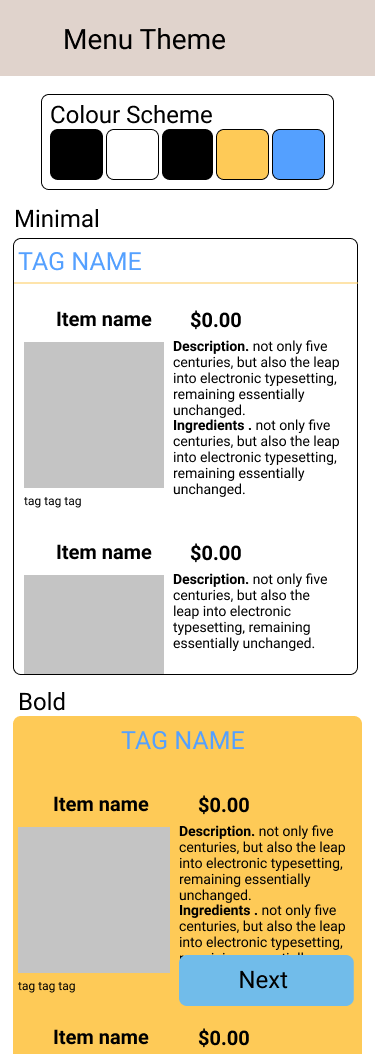 Menu Theme
Colour Scheme
Minimal
TAG NAME
Item name $0.00
Description. not only five
centuries, but also the leap
into electronic typesetting,
remaining essentially
unchanged.
Ingredients . not only five
centuries, but also the leap
into electronic typesetting,
remaining essentially
unchanged.
tag tag tag
Item name $0.00
Description. not only five
centuries, but also the
leap into electronic
typesetting, remaining
essentially unchanged.
Bold
TAG NAME
Item name $0.00
Description. not only five
centuries, but also the leap
into electronic typesetting,
remaining essentially
unchanged.
Ingredients . not only five
centuries, but also the leap
into electronic typesetting,
Next
tag tag tag
Item name $0.00